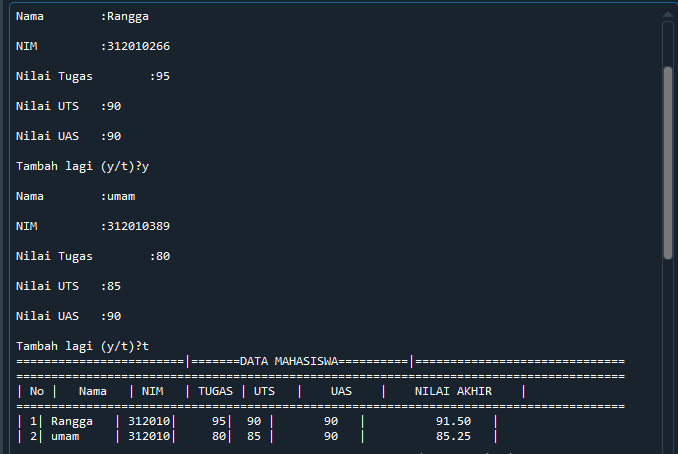 Nama        :Rangga
NIM         :312010266
Nilai Tugas        :95
Nilai UTS   :90
Nilai UAS   :90
Tambah lagi (y/t)?y
Nama        :umam
NIM         :312010389
Nilai Tugas        :80
Nilai UTS   :85
Nilai UAS   :90
Tambah lagi (y/t)?t
========================|=======DATA MAHASISWA==========|==============================
=======================================================================================
| No |   Nama   | NIM   | TUGAS | UTS   |    UAS    |    NILAI AKHIR    |
=======================================================================================
| 1| Rangga   | 312010|     95|  90 |       90   |          91.50   |
| 2| umam     | 312010|     80|  85 |       90   |          85.25   |